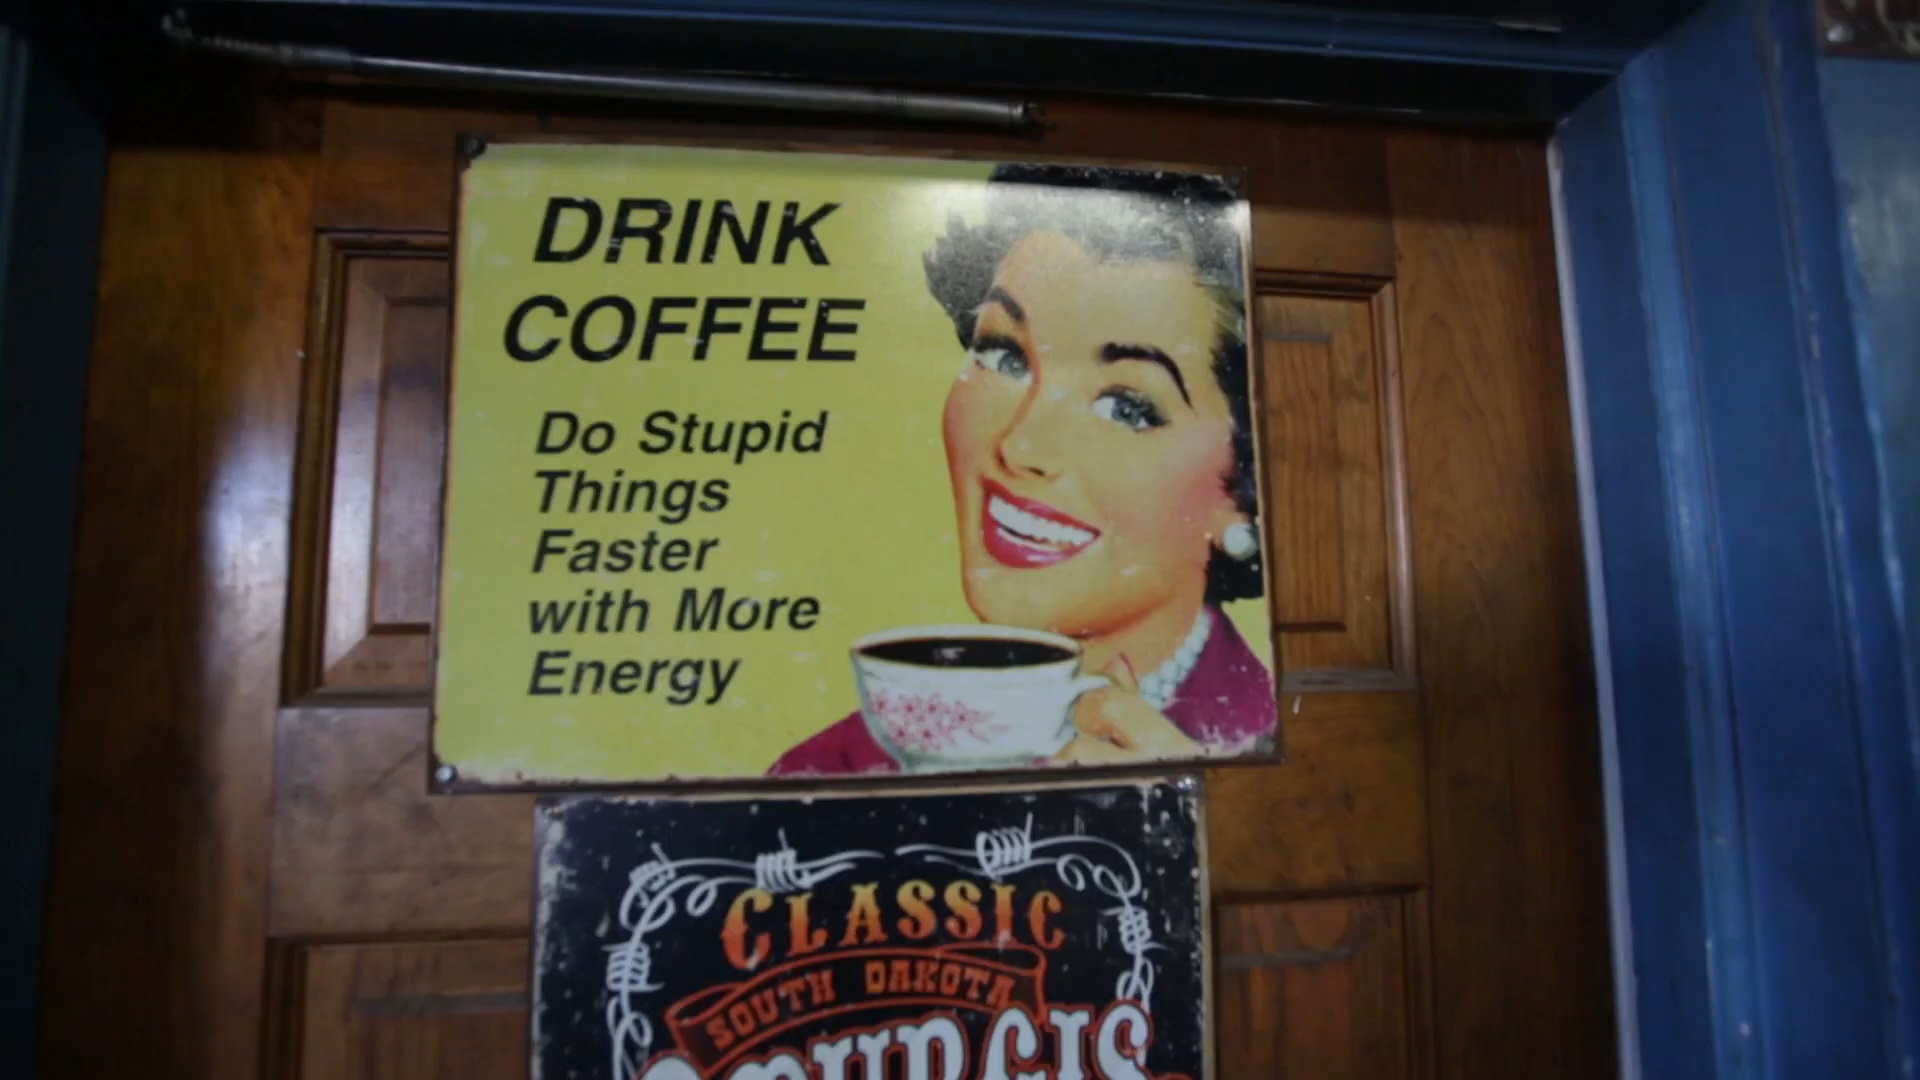 DRINK
COFFEE
Do Stupid
Things
Faster
with More
Energy
CLASSIC
SOUTH DAKOTA